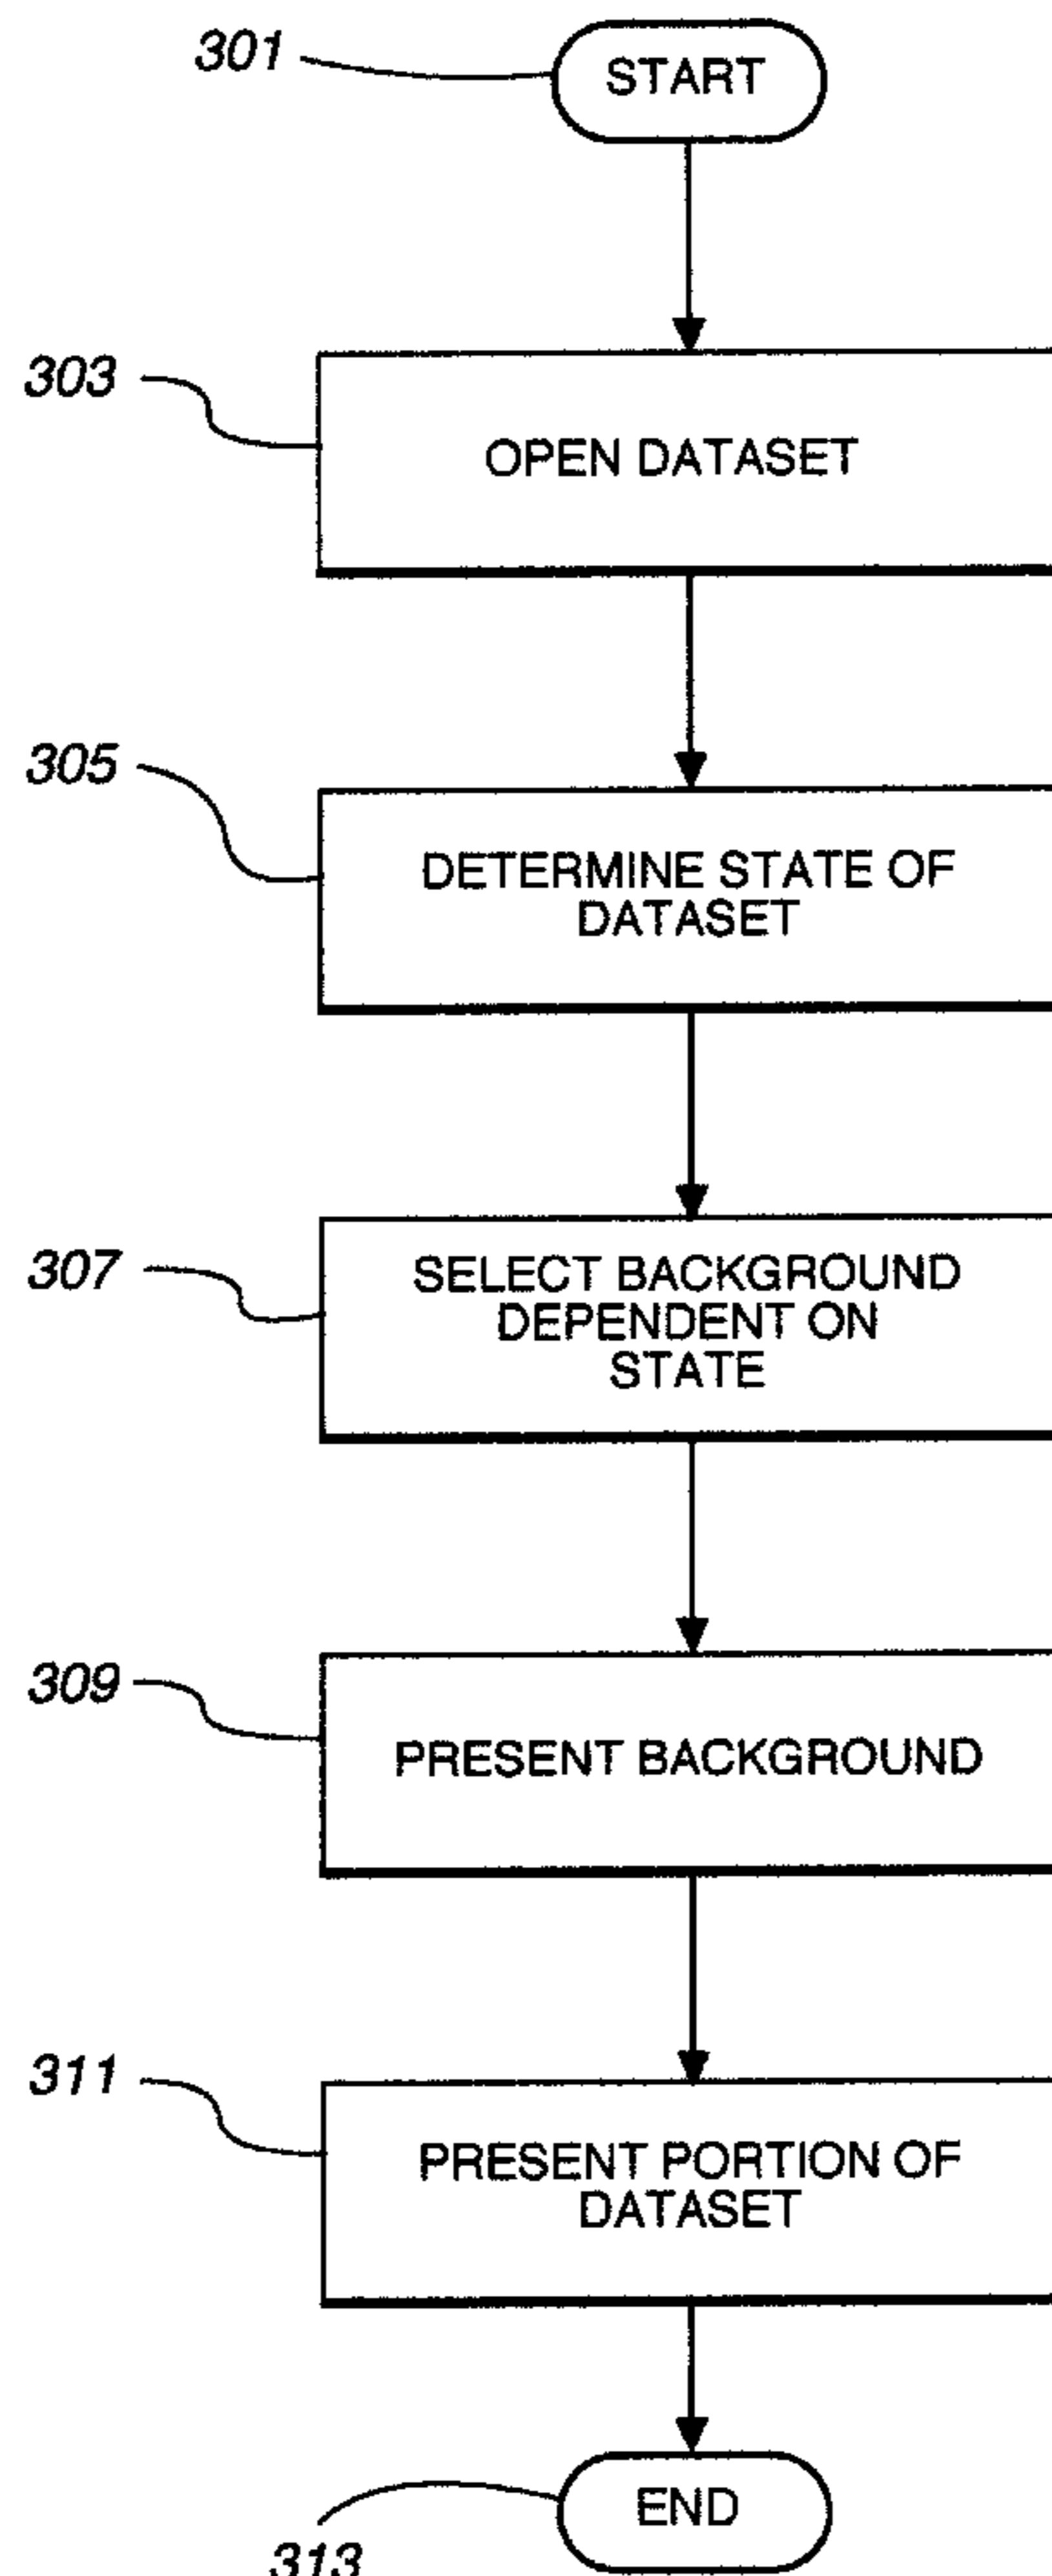 301
START
303
OPEN DATASET
305
DETERMINE STATE OF
DATASET
307
SELECT BACKGROUND
DEPENDENT ON
STATE
309
PRESENT BACKGROUND
311
PRESENT PORTION OF
DATASET
END
313